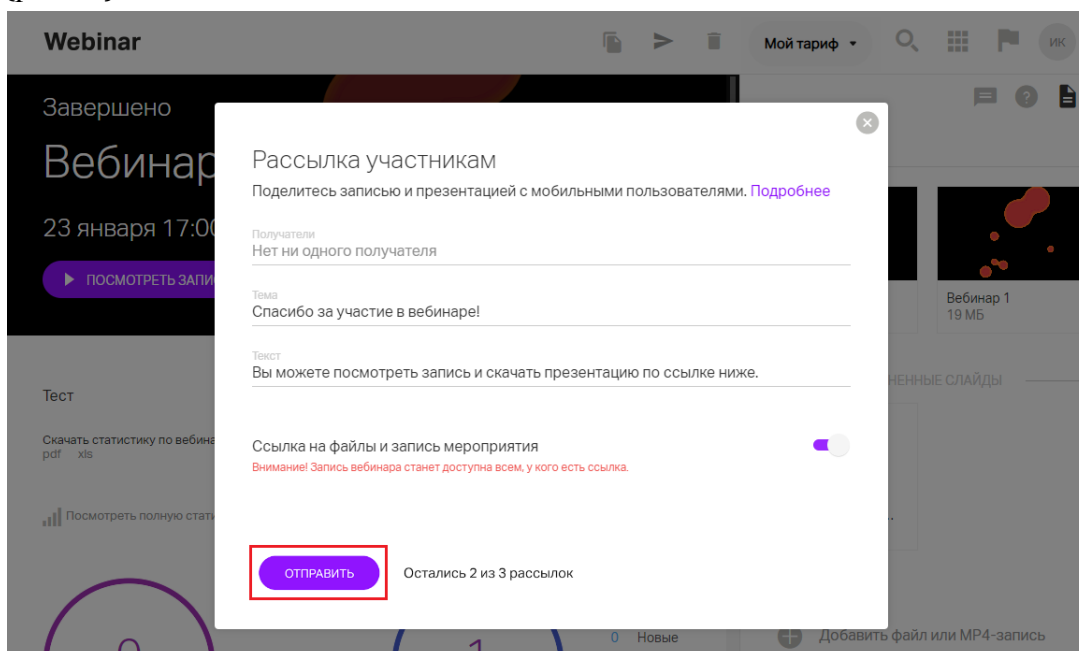 Webinar
Мой тариф
ИК
Завершено
Вебинар
23 января 17:00
ПОСМОТРЕТЬ ЗАПИ
Рассылка участникам
Поделитесь записью и презентацией с мобильными пользователями. Подробнее
Получатели
Нет ни одного получателя
Тема
Спасибо за участие в вебинаре!
Текст
Вы можете посмотреть запись и скачать презентацию по ссылке ниже.
Ссылка на файлы и запись мероприятия
Внимание! Запись вебинара станет доступна всем, у кого есть ссылка.
ОТПРАВИТЬ
Остались 2 из 3 рассылок
Вебинар 1
19 МБ
НЕННЫЕ СЛАЙДЫ
Тест
Скачать статистику по вебина
pdf xls
Посмотреть полную стати
0
1
0 Новые
Добавить файл или MP4-запись